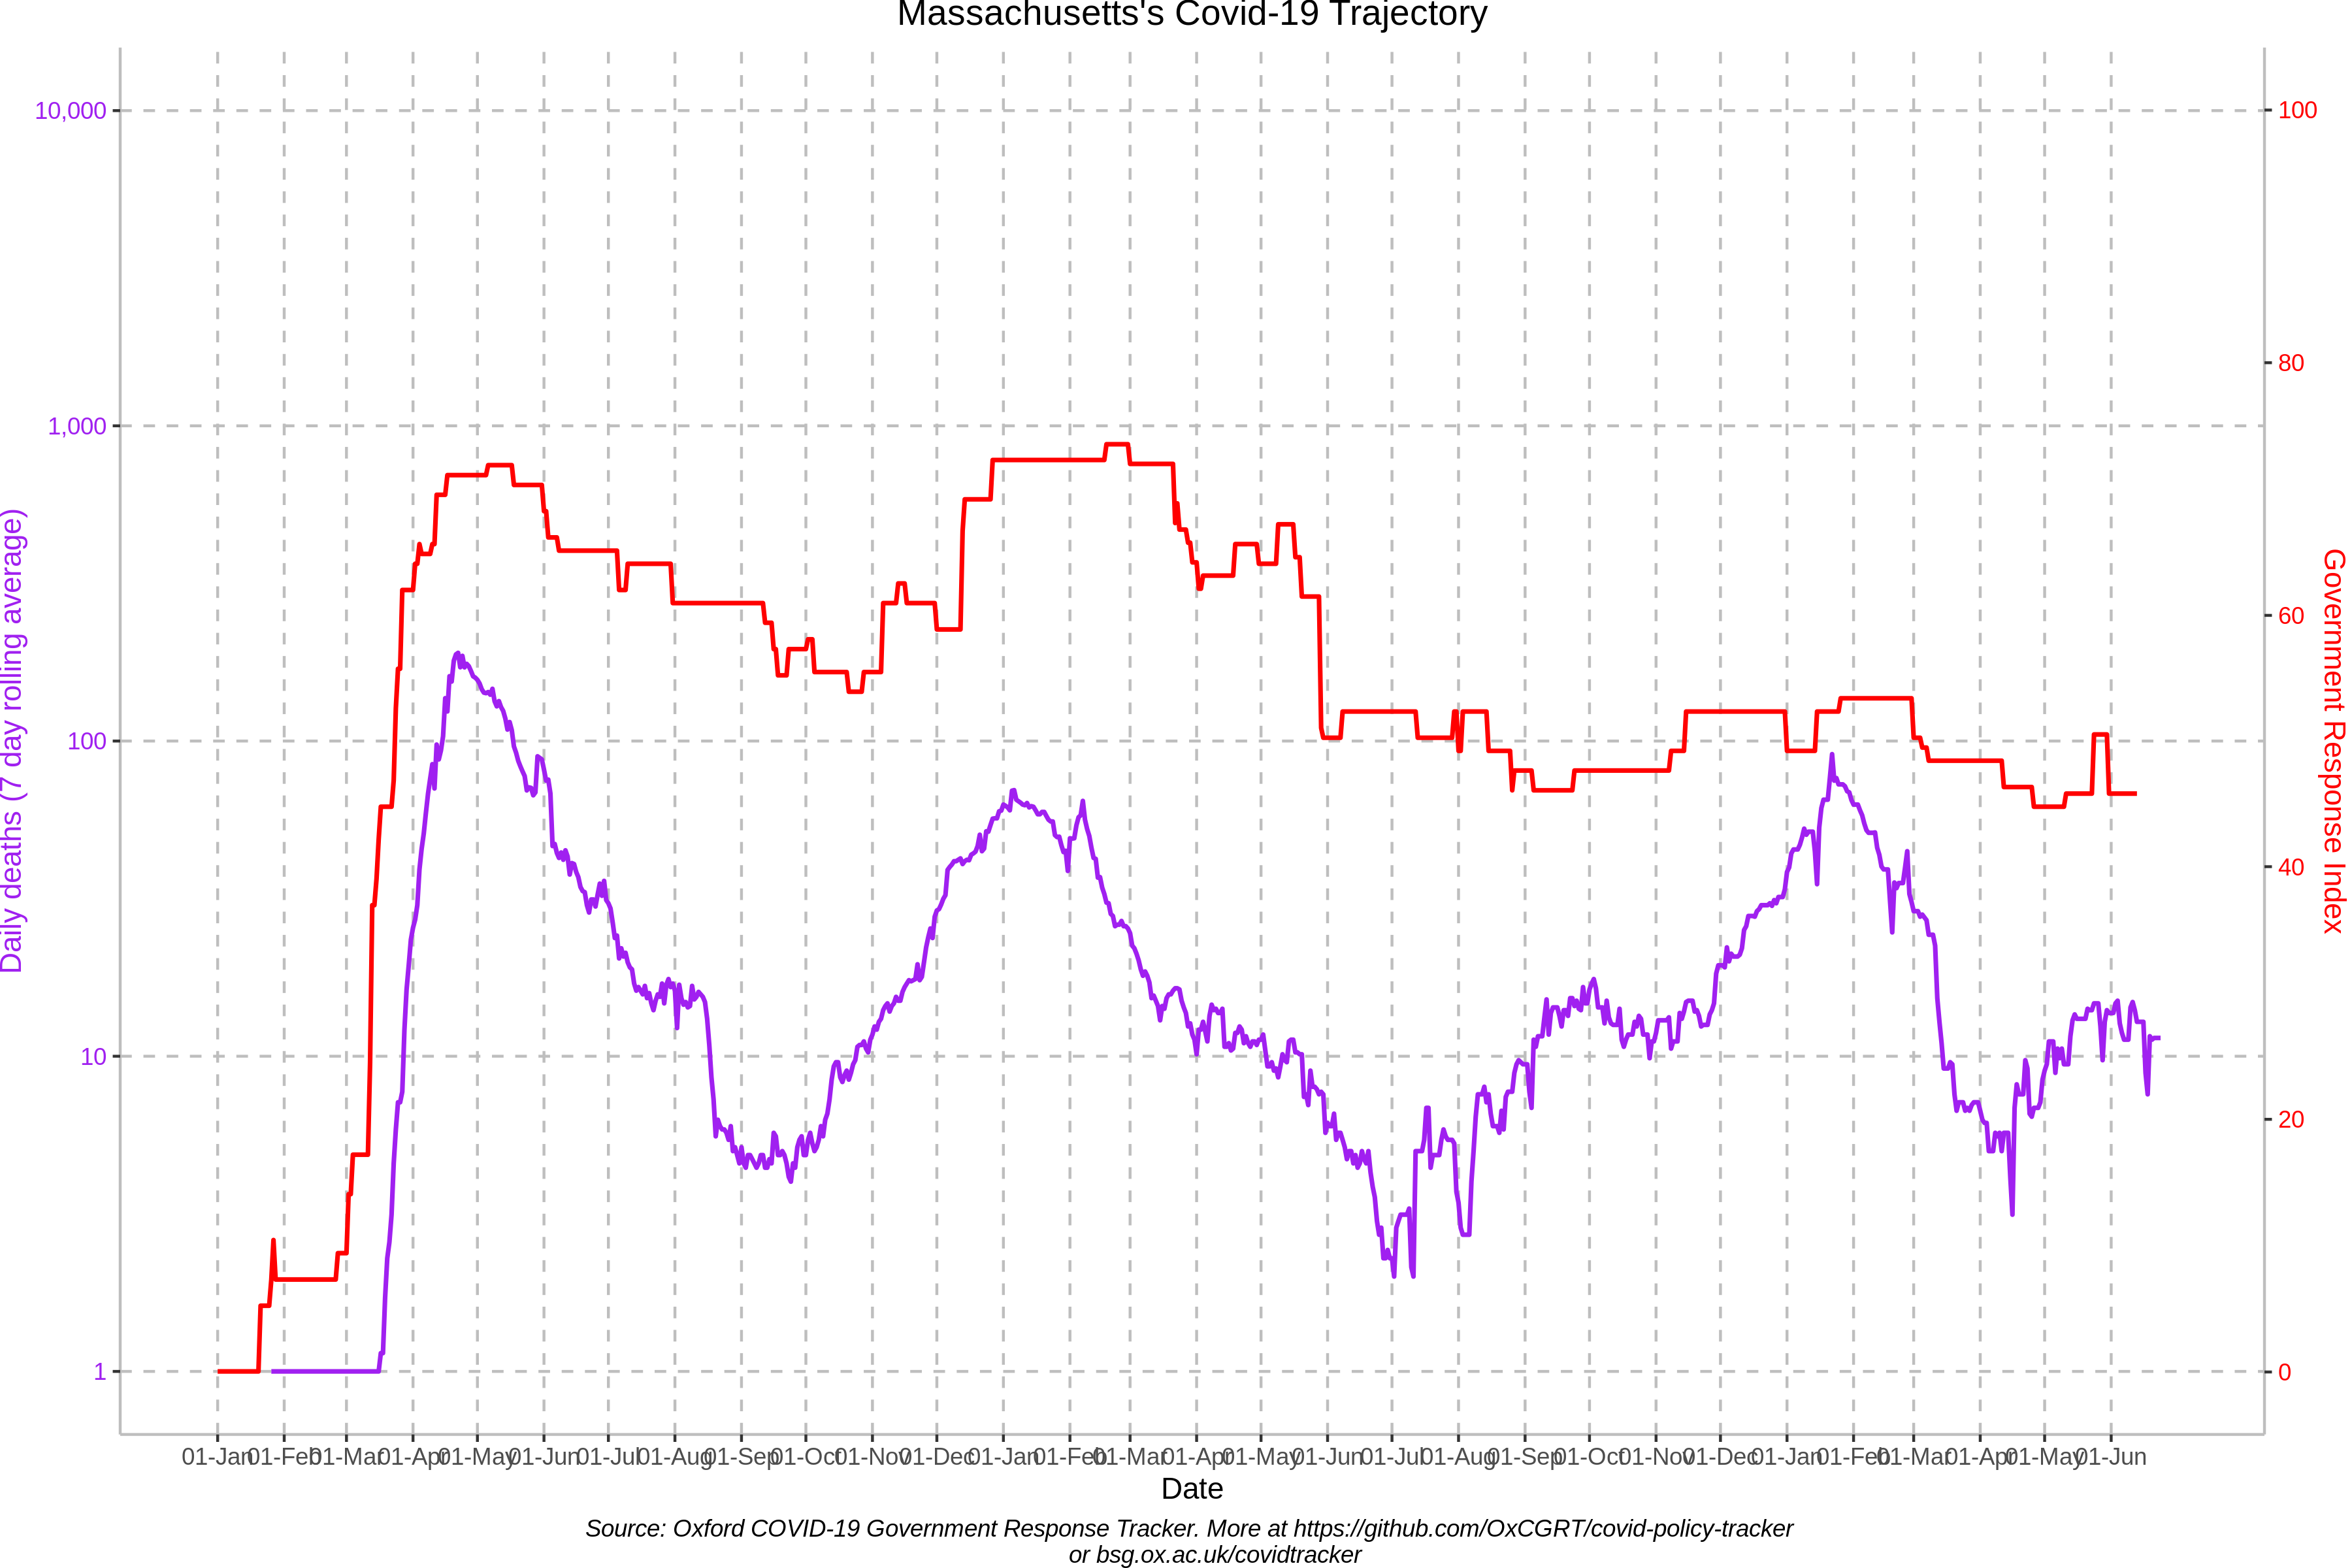 Massachusetts's Covid-19 Trajectory
10,000
1,000
100
10
1
Daily deaths (7 day rolling average)
100
80
60
40
20
0
Government Response Index
01-Jan 01-Feb 01-Mar 01-Apr 01-May 01-Jun 01-Jul 01-Aug 01-Sep 01-Oct 01-Nov 01-Dec 01-Jan 01-Feb 01-Mar 01-Apr 01-May 01-Jun 01-Jul 01-Aug 01-Sep 01-Oct 01-Nov 01-Dec 01-Jan 01-Feb 01-Mar 01-Apr 01-May 01-Jun
Date
Source: Oxford COVID-19 Government Response Tracker. More at https://github.com/OxCGRT/covid-policy-tracker
or bsg.ox.ac.uk/covidtracker